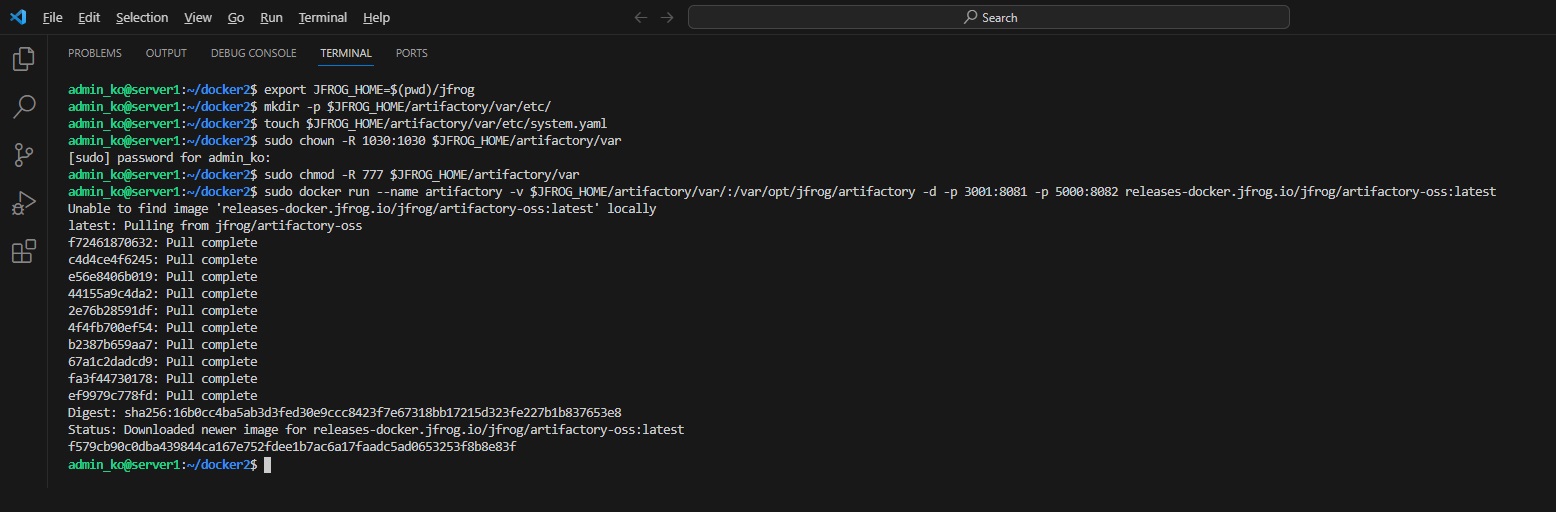 File Edit Selection View Go Run Terminal Help
Search
PROBLEMS OUTPUT DEBUG CONSOLE TERMINAL PORTS
admin_ko@server1:~/docker2$ export JFROG_HOME=$(pwd)/jfrog
admin_ko@server1:~/docker2$ mkdir -p $JFROG_HOME/artifactory/var/etc/
admin_ko@server1:~/docker2$ touch $JFROG_HOME/artifactory/var/etc/system.yaml
admin_ko@server1:~/docker2$ sudo chown -R 1030:1030 $JFROG_HOME/artifactory/var
[sudo] password for admin_ko:
admin_ko@server1:~/docker2$ sudo chmod -R 777 $JFROG_HOME/artifactory/var
admin_ko@server1:~/docker2$ sudo docker run --name artifactory -v $JFROG_HOME/artifactory/var/:/var/opt/jfrog/artifactory -d -p 3001:8081 -p 5000:8082 releases-docker.jfrog.io/jfrog/artifactory-oss:latest
Unable to find image 'releases-docker.jfrog.io/jfrog/artifactory-oss:latest' locally
latest: Pulling from jfrog/artifactory-oss
f72461870632: Pull complete
c4d4ce4f6245: Pull complete
e56e8406b019: Pull complete
44155a9c4da2: Pull complete
2e76b28591df: Pull complete
4f4fb700ef54: Pull complete
b2387b659aa7: Pull complete
67a1c2dadcd9: Pull complete
fa3f44730178: Pull complete
ef9979c778fd: Pull complete
Digest: sha256:16b0cc4ba5ab3d3fed30e9ccc8423f7e67318bb17215d323fe227b1b837653e8
Status: Downloaded newer image for releases-docker.jfrog.io/jfrog/artifactory-oss:latest
f579cb90c0dba439844ca167e752fdee1b7ac6a17faadc5ad0653253f8b8e83f
admin_ko@server1:~/docker2$